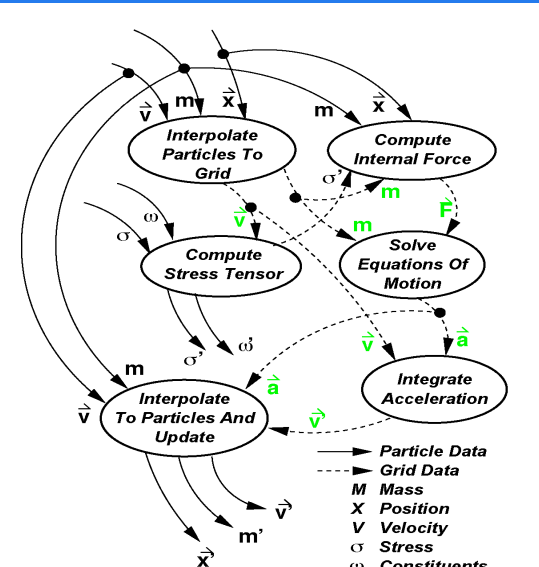 v
m
x
m
x
Interpolate
Particles To
Grid
Compute
Internal Force
σ'
m
F
ω
σ
v
m
Compute
Stress Tensor
Solve
Equations Of
Motion
σ'
ω'
v
a
m
a
v
Interpolate
To Particles And
Update
Integrate
Acceleration
v'
Particle Data
Grid Data
M Mass
X Position
V Velocity
σ Stress
ω Constituents
v'
m'
x'